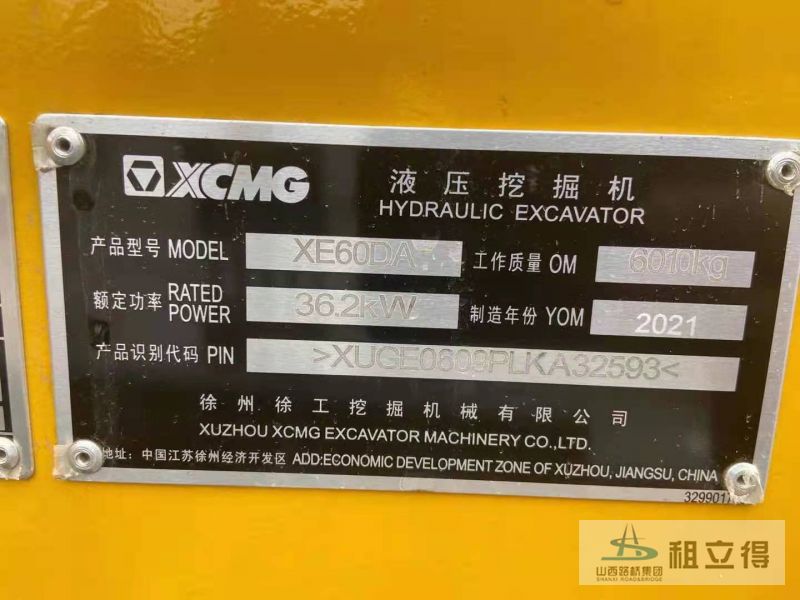 XCMG
液压挖掘机
HYDRAULIC EXCAVATOR
产品型号 MODEL XE60DA 工作质量 OM 6010kg
额定功率 RATED POWER 36.2kW 制造年份 YOM 2021
产品识别代码 PIN >XUGE0609PLKA32593<
徐州徐工挖掘机械有限公司
XUZHOU XCMG EXCAVATOR MACHINERY CO.,LTD.
地址: 中国江苏徐州经济开发区 ADD:ECONOMIC DEVELOPMENT ZONE OF XUZHOU, JIANGSU, CHINA
山西路桥集团
SHANXI ROAD&BRIDGE
租立得